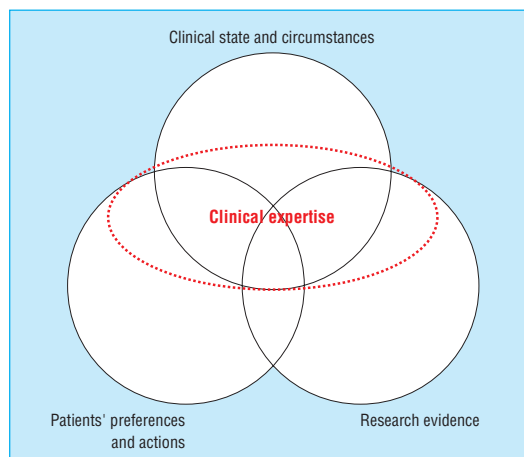 Clinical state and circumstances
Clinical expertise
Patients' preferences
and actions
Research evidence